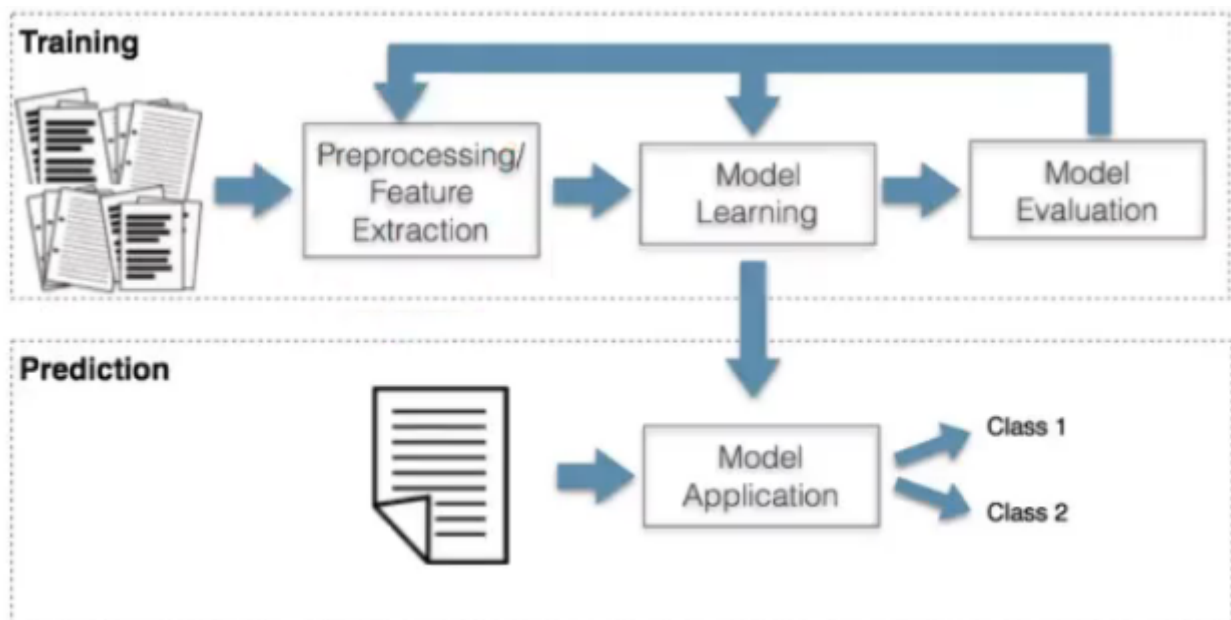 Training
Preprocessing/
Feature
Extraction
Model
Learning
Model
Evaluation
Prediction
Model
Application
Class 1
Class 2